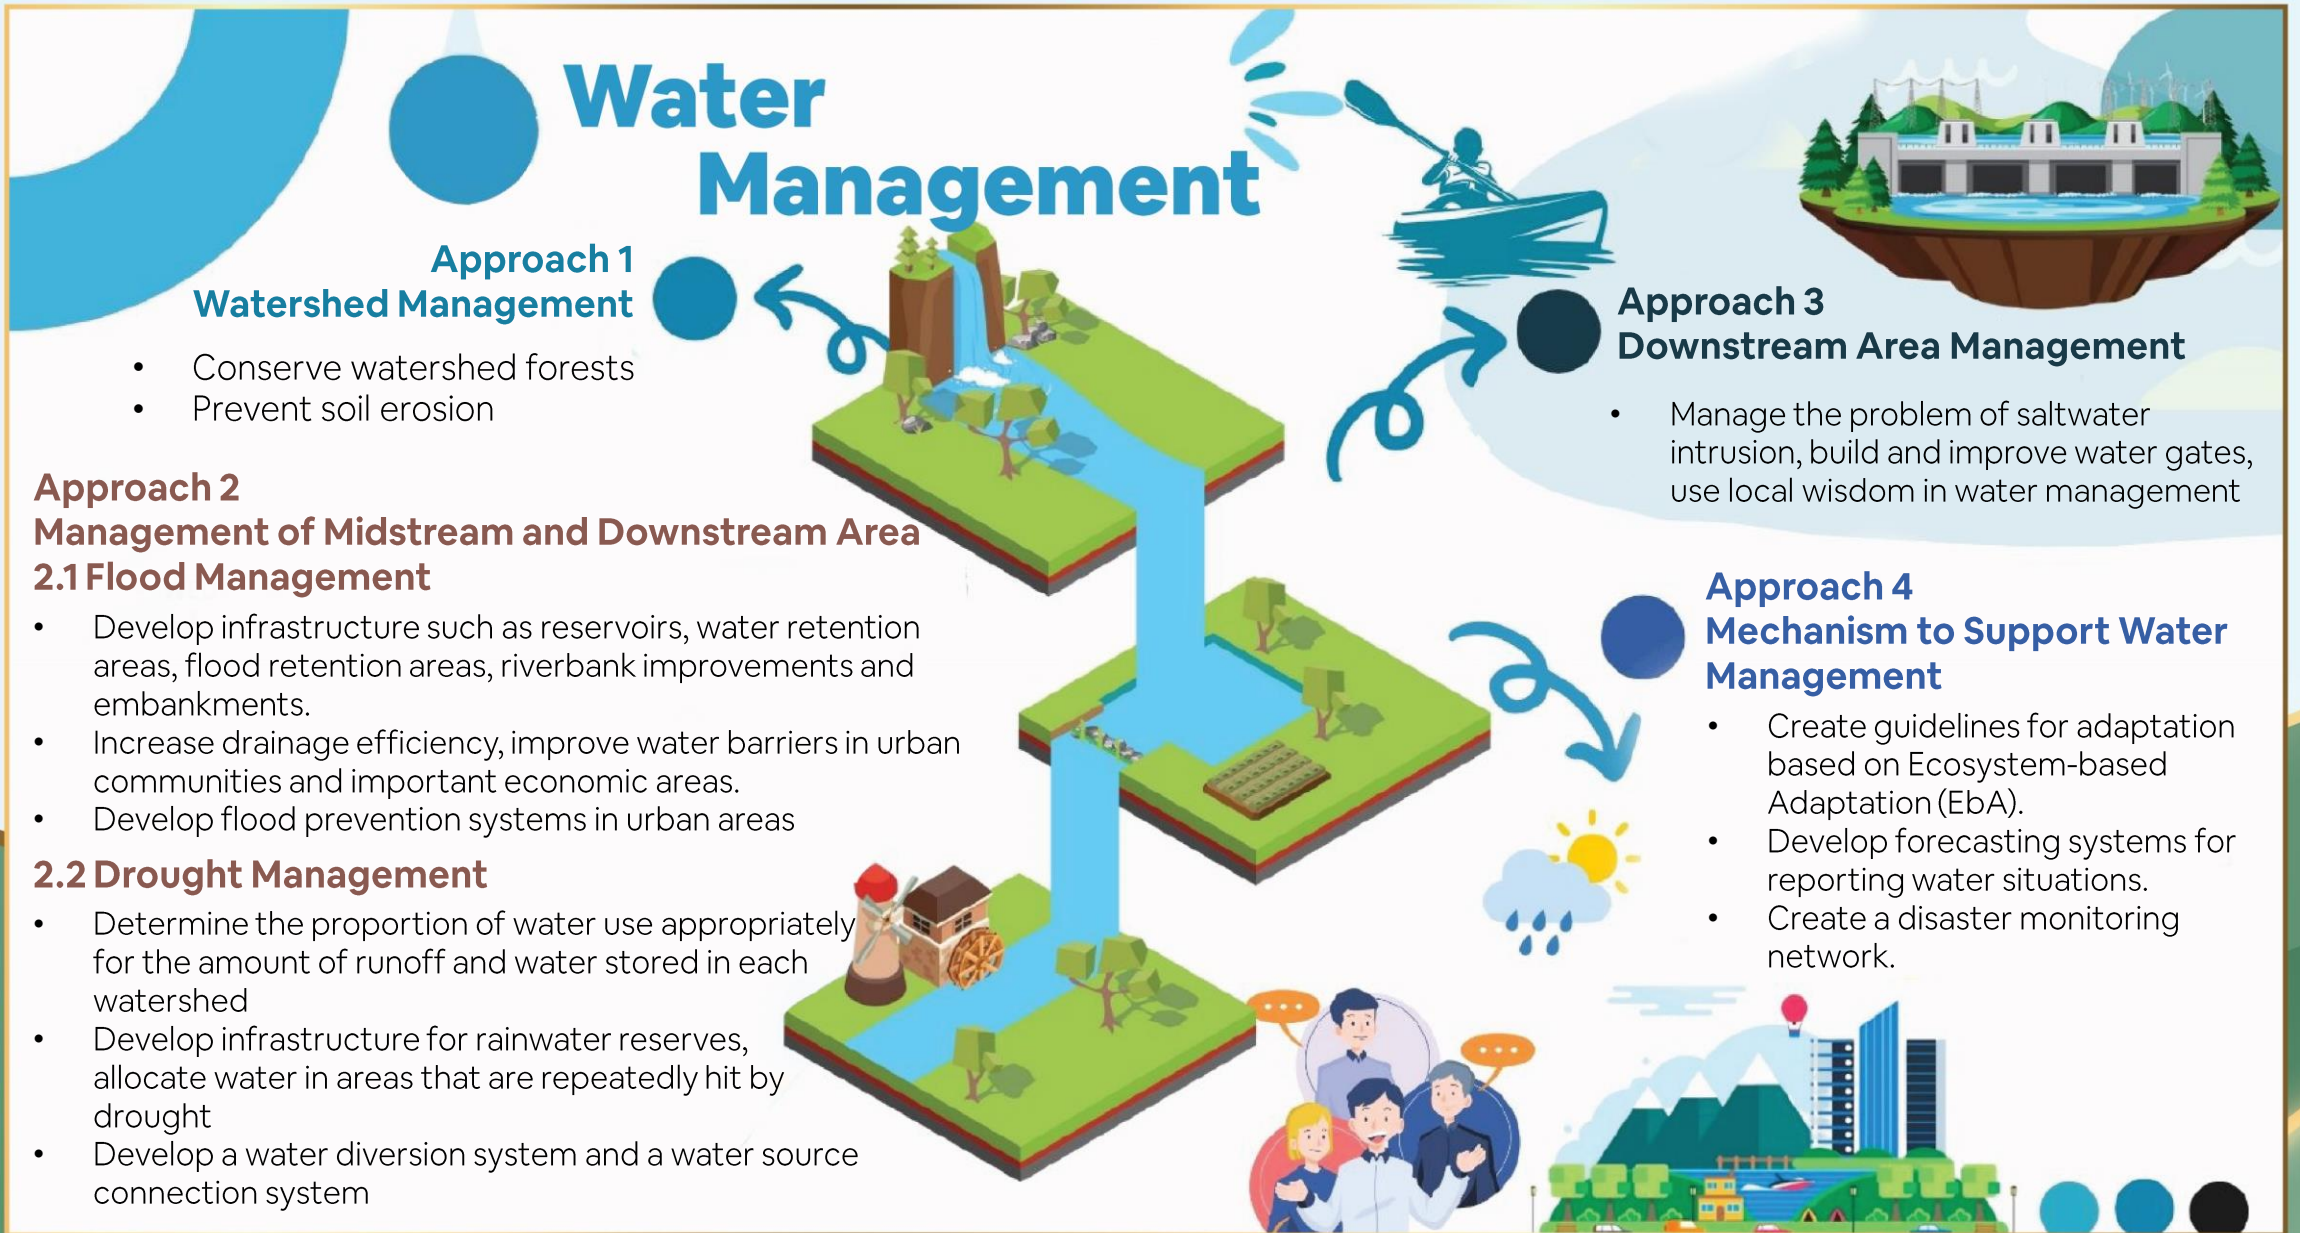 Water
Management
Approach 1
Watershed Management
• Conserve watershed forests
• Prevent soil erosion
Approach 2
Management of Midstream and Downstream Area
2.1 Flood Management
• Develop infrastructure such as reservoirs, water retention
areas, flood retention areas, riverbank improvements and
embankments.
• Increase drainage efficiency, improve water barriers in urban
communities and important economic areas.
• Develop flood prevention systems in urban areas
2.2 Drought Management
• Determine the proportion of water use appropriately
for the amount of runoff and water stored in each
watershed
• Develop infrastructure for rainwater reserves,
allocate water in areas that are repeatedly hit by
drought
• Develop a water diversion system and a water source
connection system
Approach 3
Downstream Area Management
• Manage the problem of saltwater
intrusion, build and improve water gates,
use local wisdom in water management
Approach 4
Mechanism to Support Water
Management
• Create guidelines for adaptation
based on Ecosystem-based
Adaptation (EbA).
• Develop forecasting systems for
reporting water situations.
• Create a disaster monitoring
network.